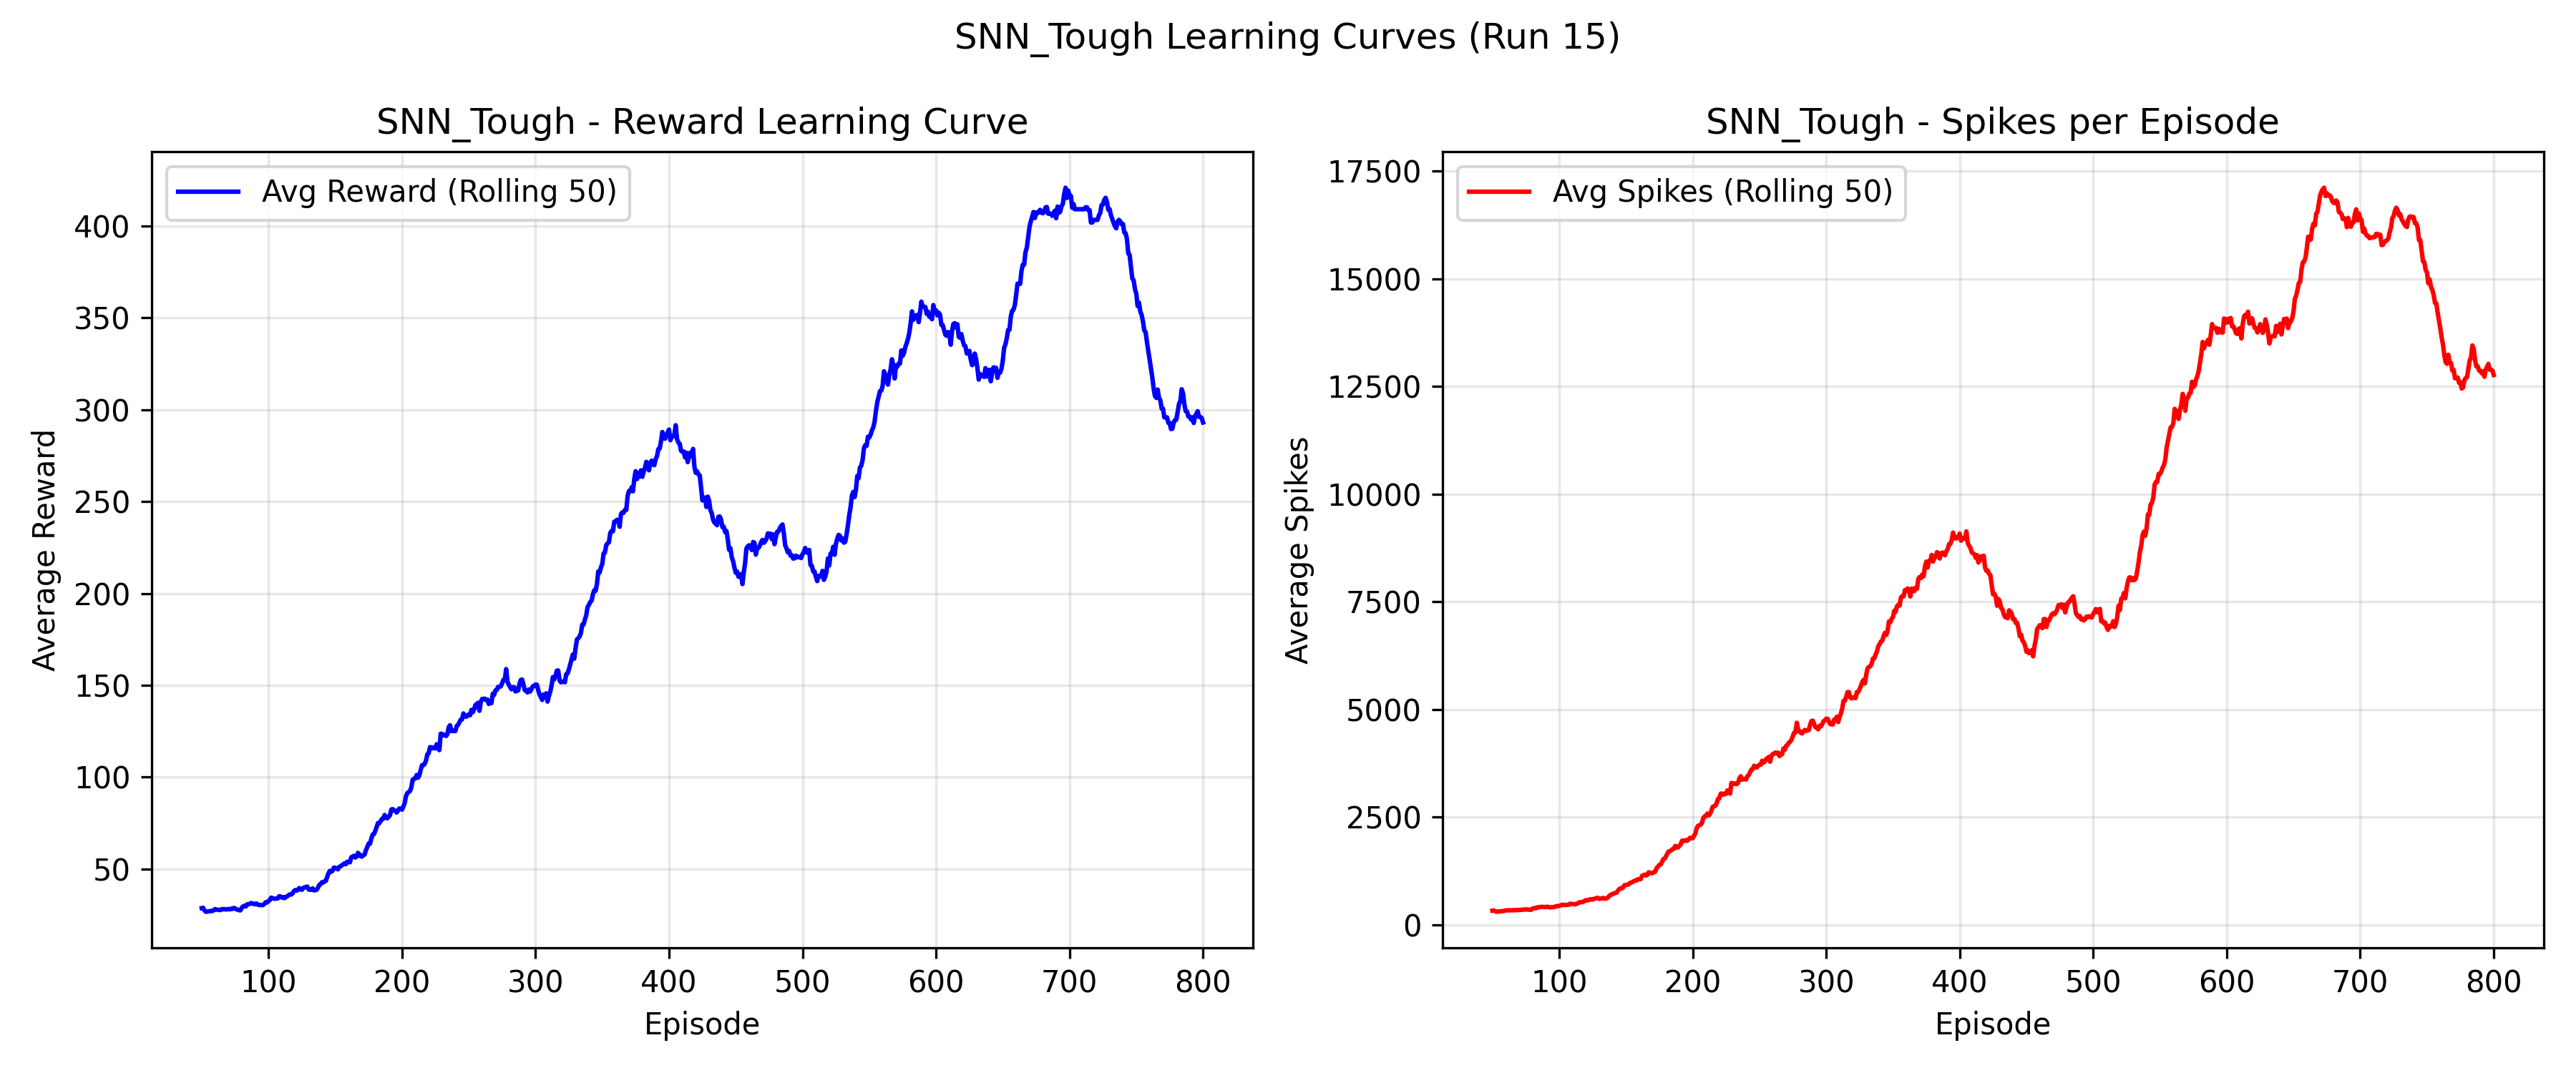 SNN_Tough Learning Curves (Run 15)
SNN_Tough - Reward Learning Curve
Avg Reward (Rolling 50)
Average Reward
400
350
300
250
200
150
100
50
100 200 300 400 500 600 700 800
Episode
SNN_Tough - Spikes per Episode
Avg Spikes (Rolling 50)
Average Spikes
17500
15000
12500
10000
7500
5000
2500
0
100 200 300 400 500 600 700 800
Episode